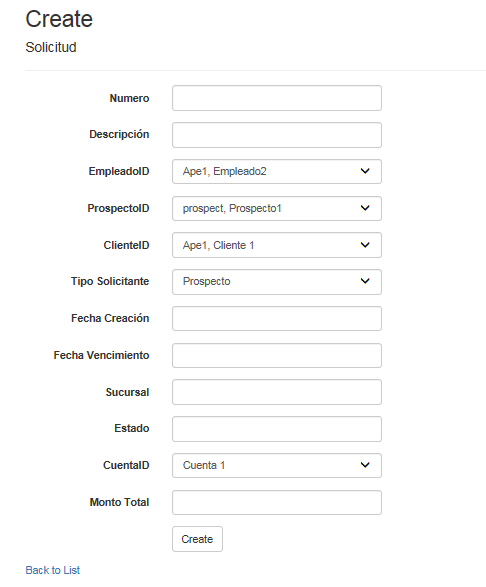 Create
Solicitud
Numero
Descripción
EmpleadoID Ape1, Empleado2
ProspectoID prospect, Prospecto1
ClienteID Ape1, Cliente 1
Tipo Solicitante Prospecto
Fecha Creación
Fecha Vencimiento
Sucursal
Estado
CuentaID Cuenta 1
Monto Total
Create
Back to List